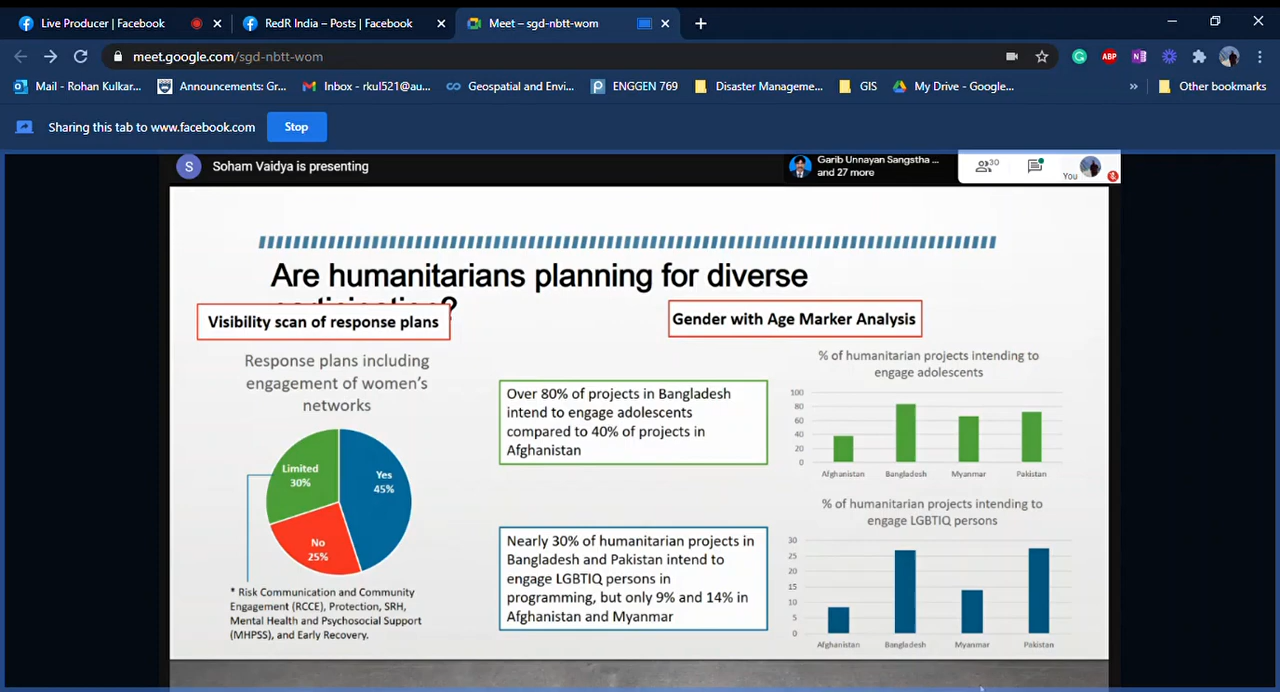 Live Producer | Facebook
RedR India – Posts | Facebook
Meet – sgd-nbtt-wom
meet.google.com/sgd-nbtt-wom
ABP
Mail - Rohan Kulkar...
Announcements: Gr...
Inbox - rkul521@au...
Geospatial and Envi...
ENGGEN 769
Disaster Manageme...
GIS
My Drive - Google...
»
Other bookmarks
Sharing this tab to www.facebook.com
Stop
S
Soham Vaidya is presenting
Garib Unnayan Sangstha ...
and 27 more
30
You
Are humanitarians planning for diverse
Visibility scan of response plans
Gender with Age Marker Analysis
Response plans including
engagement of women's
networks
Limited
30%
Yes
45%
No
25%
* Risk Communication and Community
Engagement (RCCE), Protection, SRH,
Mental Health and Psychosocial Support
(MHPSS), and Early Recovery.
Over 80% of projects in Bangladesh
intend to engage adolescents
compared to 40% of projects in
Afghanistan
Nearly 30% of humanitarian projects in
Bangladesh and Pakistan intend to
engage LGBTIQ persons in
programming, but only 9% and 14% in
Afghanistan and Myanmar
% of humanitarian projects intending to
engage adolescents
100
80
60
40
20
0
Afghanistan
Bangladesh
Myanmar
Pakistan
% of humanitarian projects intending to
engage LGBTIQ persons
30
25
20
15
10
5
0
Afghanistan
Bangladesh
Myanmar
Pakistan